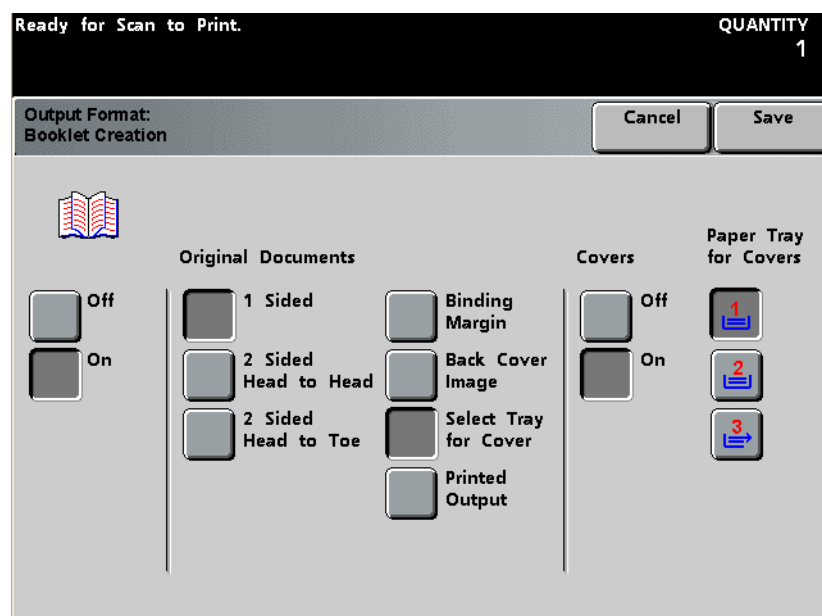 Ready for Scan to Print.
QUANTITY
1
Output Format:
Booklet Creation
Cancel
Save
Original Documents
Covers
Paper Tray
for Covers
Off
On
1 Sided
2 Sided
Head to Head
2 Sided
Head to Toe
Binding
Margin
Back Cover
Image
Select Tray
for Cover
Printed
Output
Off
On
1
2
3